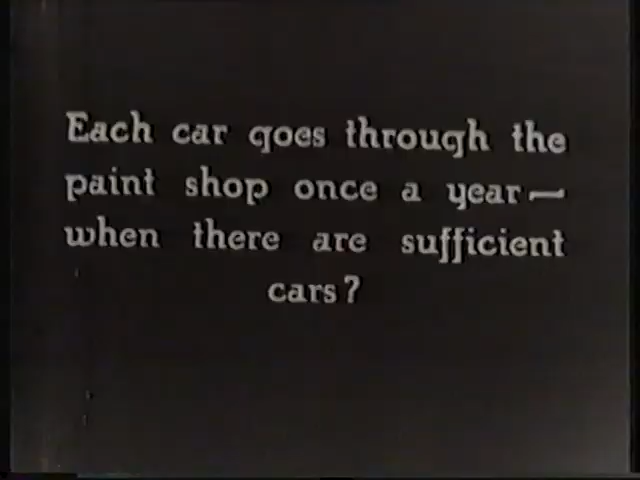 Each car goes through the
paint shop once a year—
when there are sufficient
cars?